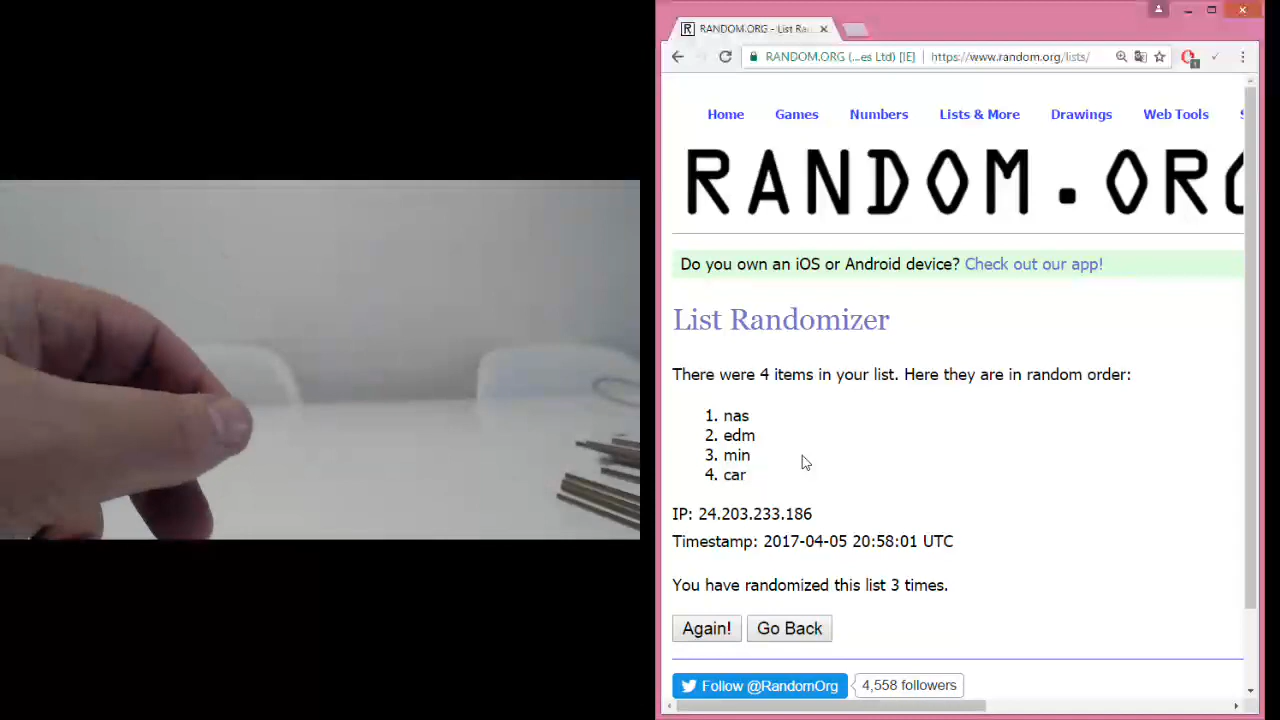 RANDOM.ORG - List Ra
RANDOM.ORG (...es Ltd) [IE] https://www.random.org/lists/
1
Home Games Numbers Lists & More Drawings Web Tools S
RANDOM.ORG
Do you own an iOS or Android device? Check out our app!
List Randomizer
There were 4 items in your list. Here they are in random order:
1. nas
2. edm
3. min
4. car
IP: 24.203.233.186
Timestamp: 2017-04-05 20:58:01 UTC
You have randomized this list 3 times.
Again! Go Back
Follow @RandomOrg 4,558 followers